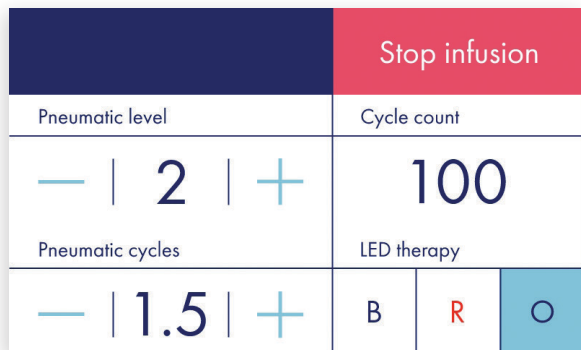 Stop infusion
Pneumatic level
Cycle count
− 2 +
100
Pneumatic cycles
LED therapy
− 1.5 +
B R O